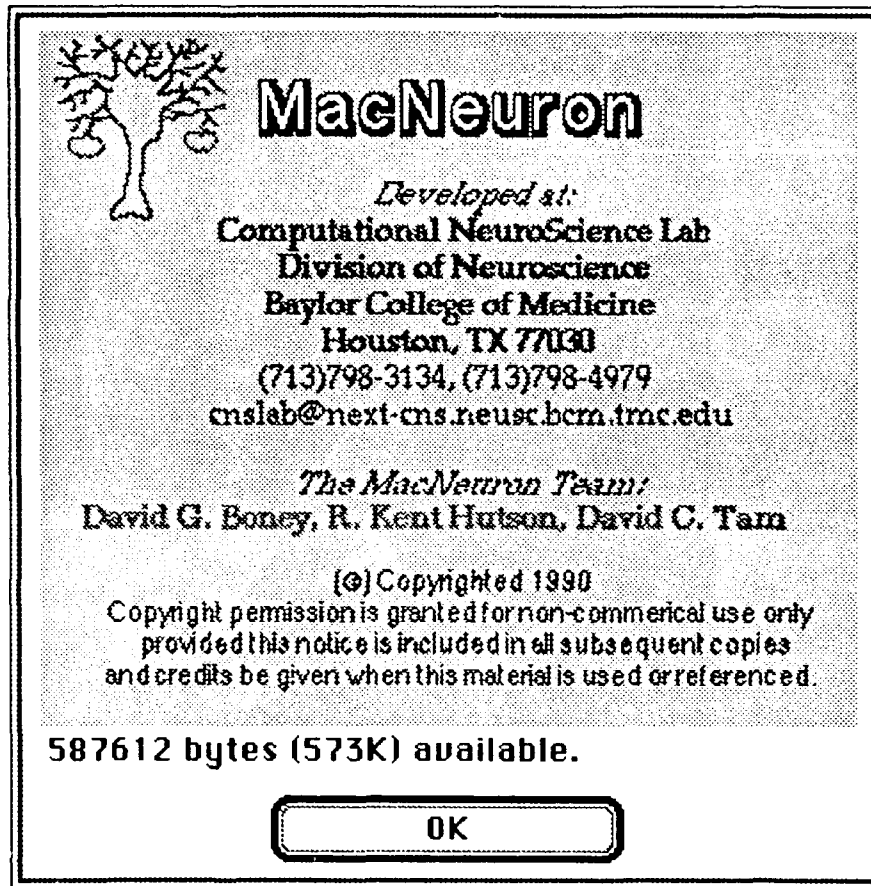 MacNeuron
Developed at:
Computational NeuroScience Lab
Division of Neuroscience
Baylor College of Medicine
Houston, TX 77030
(713)798-3134, (713)798-4979
cnslab@next-cns.neusc.bcm.tmc.edu
The MacNeuron Team:
David G. Boney, R. Kent Hutson, David C. Tam
(©) Copyrighted 1990
Copyright permission is granted for non-commerical use only
provided this notice is included in all subsequent copies
and credits be given when this material is used or referenced.
587612 bytes (573K) available.
OK